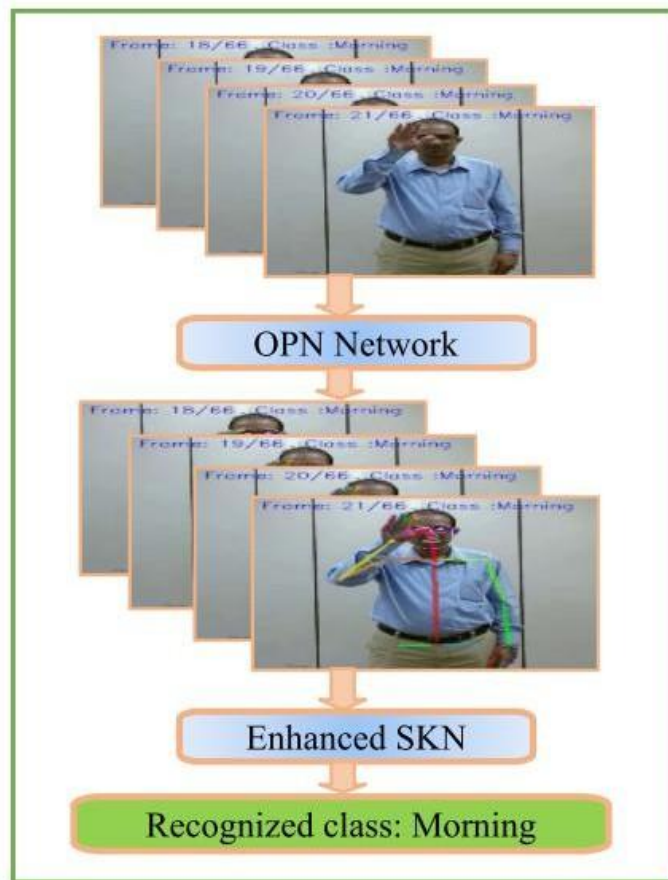 Frame: 18/66 Class :Morning
Frame: 19/66 Class :Morning
Frame: 20/66 Class :Morning
Frame: 21/66 Class :Morning
OPN Network
Frame: 18/66 Class :Morning
Frame: 19/66 Class :Morning
Frame: 20/66 Class :Morning
Frame: 21/66 Class :Morning
Enhanced SKN
Recognized class: Morning